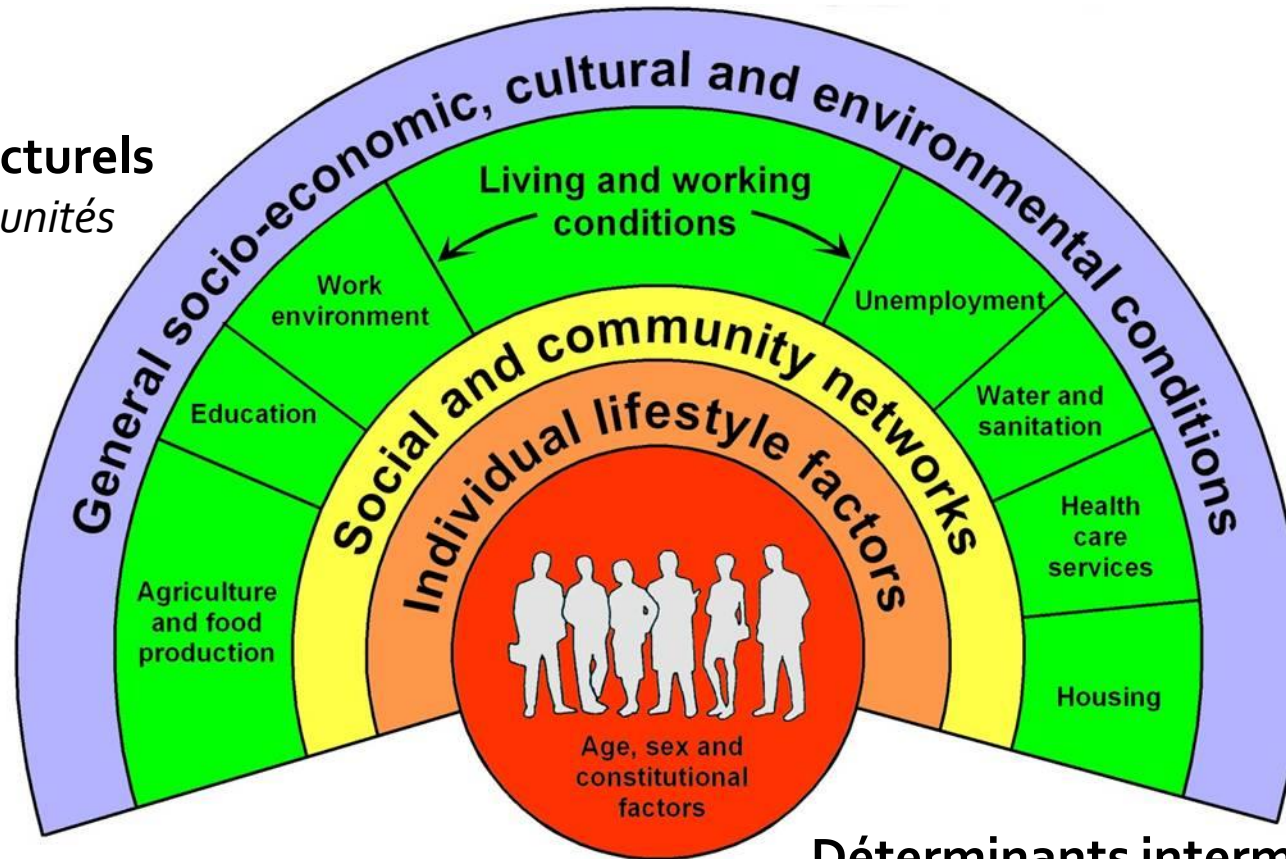 General socio-economic, cultural and environmental conditions
cturels
unités
Living and working
conditions
Work
environment
Unemployment
Social and community networks
Education
Water and
sanitation
Individual lifestyle factors
Health
care
services
Agriculture
and food
production
Housing
Age, sex and
constitutional
factors
Déterminants interm